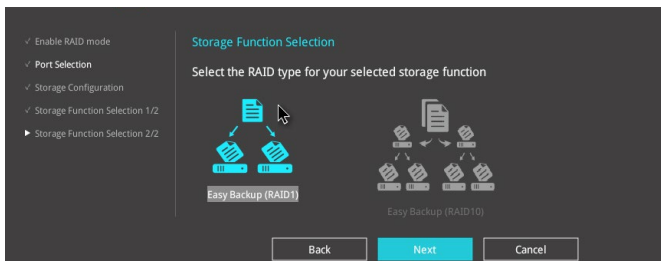 Enable RAID mode
Port Selection
Storage Configuration
Storage Function Selection 1/2
Storage Function Selection 2/2
Storage Function Selection
Select the RAID type for your selected storage function
Easy Backup (RAID1)
Easy Backup (RAID10)
Back
Next
Cancel